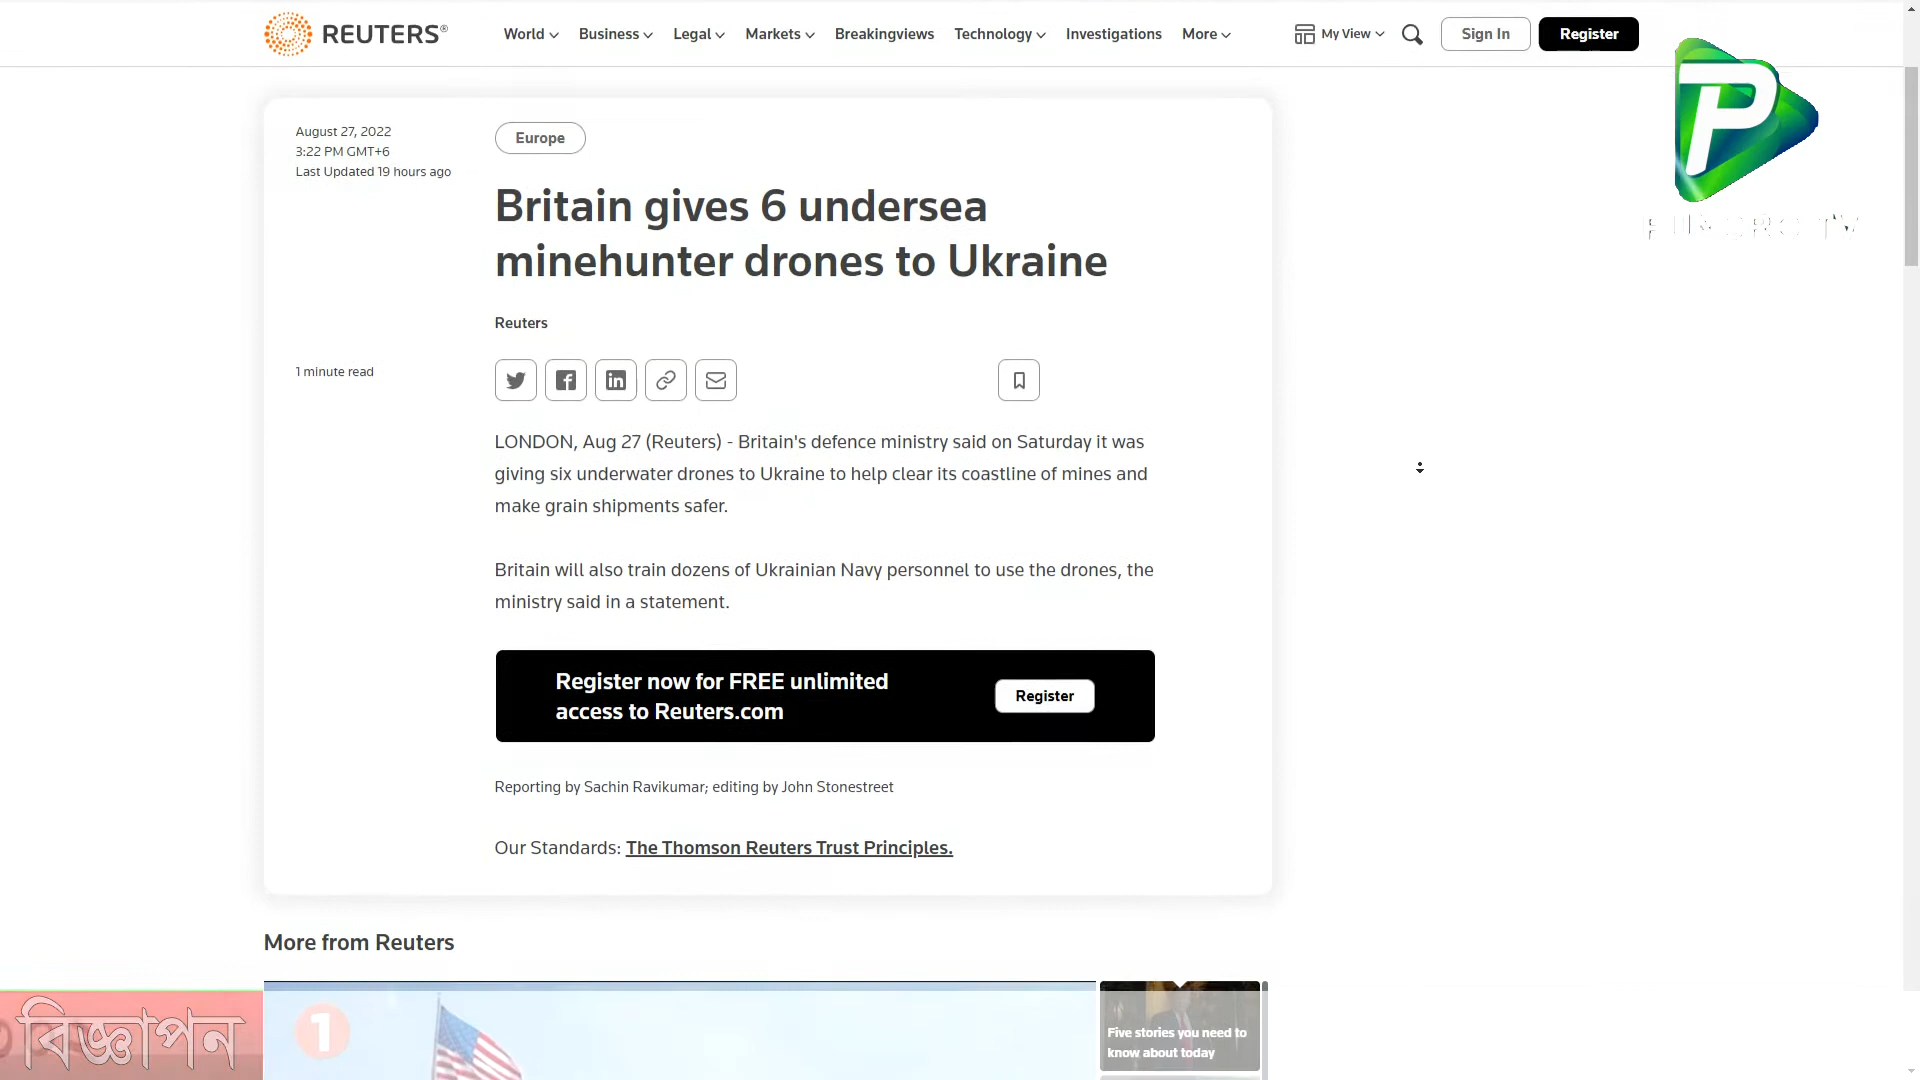 REUTERS®
World
Business
Legal
Markets
Breakingviews
Technology
Investigations
More
My View
Sign In
Register
August 27, 2022
3:22 PM GMT+6
Last Updated 19 hours ago
Europe
Britain gives 6 undersea
minehunter drones to Ukraine
Reuters
1 minute read
LONDON, Aug 27 (Reuters) - Britain's defence ministry said on Saturday it was
giving six underwater drones to Ukraine to help clear its coastline of mines and
make grain shipments safer.
Britain will also train dozens of Ukrainian Navy personnel to use the drones, the
ministry said in a statement.
Register now for FREE unlimited
access to Reuters.com
Register
Reporting by Sachin Ravikumar; editing by John Stonestreet
Our Standards: The Thomson Reuters Trust Principles.
More from Reuters
1
Five stories you need to
know about today
বিজ্ঞাপন
P
TV